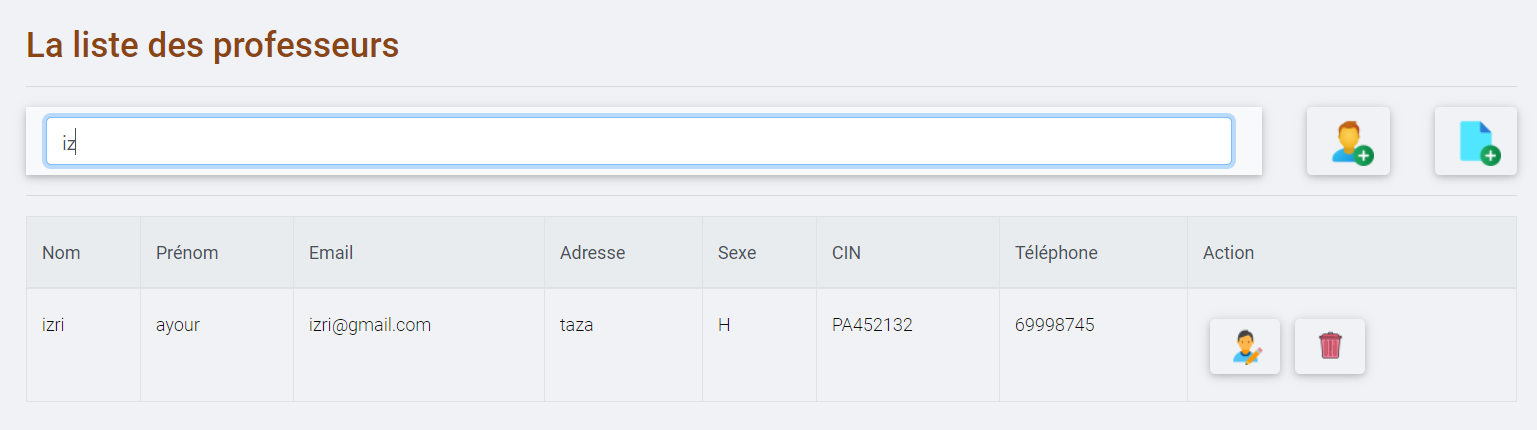 La liste des professeurs
iz
Nom Prénom Email Adresse Sexe CIN Téléphone Action
izri ayour izri@gmail.com taza H PA452132 69998745